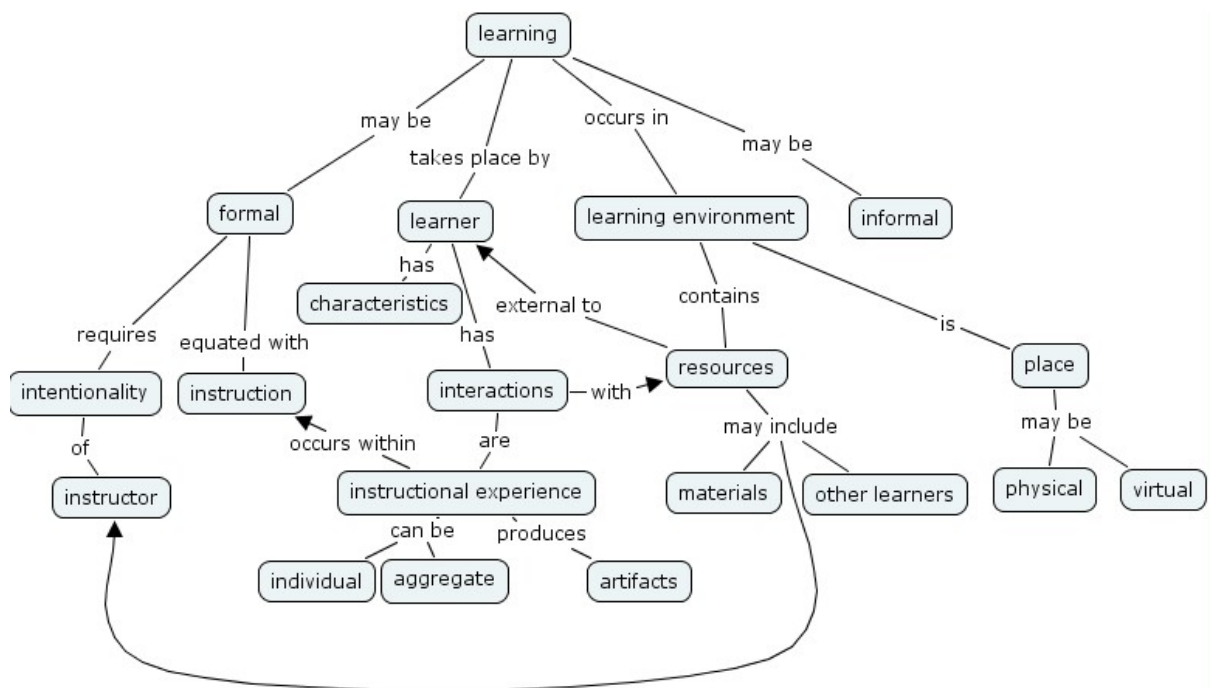 learning
may be
occurs in
may be
takes place by
formal
learner
learning environment
informal
has
characteristics
external to
contains
requires
equated with
has
is
intentionality
instruction
interactions
with
resources
place
of
occurs within
are
may include
may be
instructor
instructional experience
materials
other learners
physical
virtual
can be
produces
individual
aggregate
artifacts